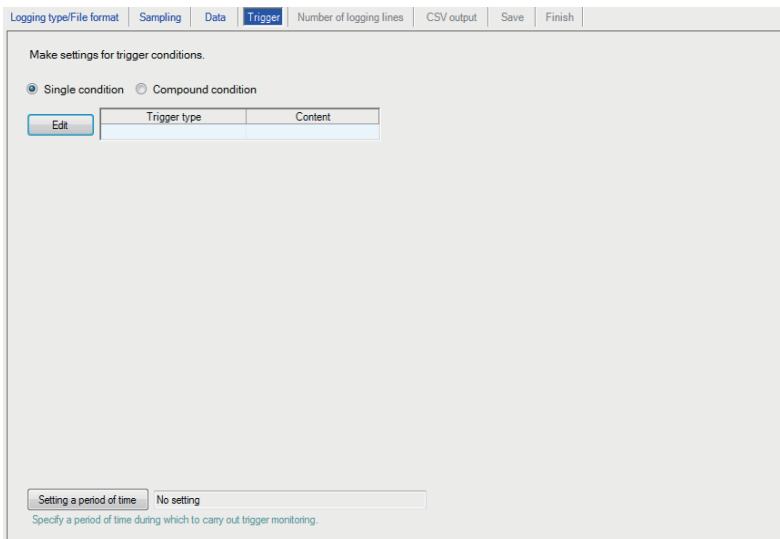 Logging type/File format Sampling Data Trigger Number of logging lines CSV output Save Finish
Make settings for trigger conditions.
Single condition Compound condition
Edit Trigger type Content
Setting a period of time No setting
Specify a period of time during which to carry out trigger monitoring.